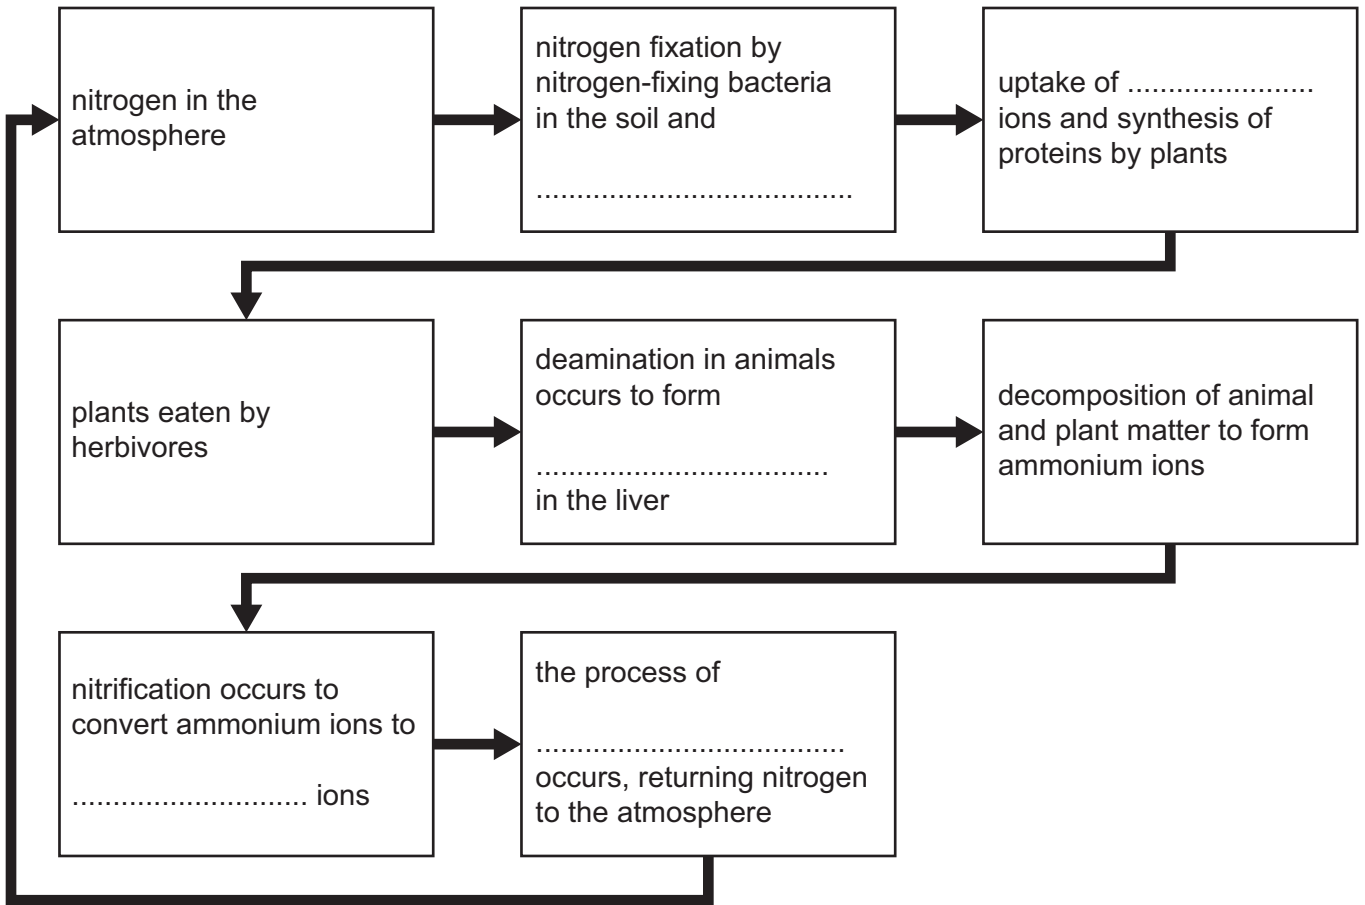 nitrogen in the
atmosphere
nitrogen fixation by
nitrogen-fixing bacteria
in the soil and
.......................................
uptake of .......................
ions and synthesis of
proteins by plants
plants eaten by
herbivores
deamination in animals
occurs to form
....................................
in the liver
decomposition of animal
and plant matter to form
ammonium ions
nitrification occurs to
convert ammonium ions to
............................. ions
the process of
......................................
occurs, returning nitrogen
to the atmosphere